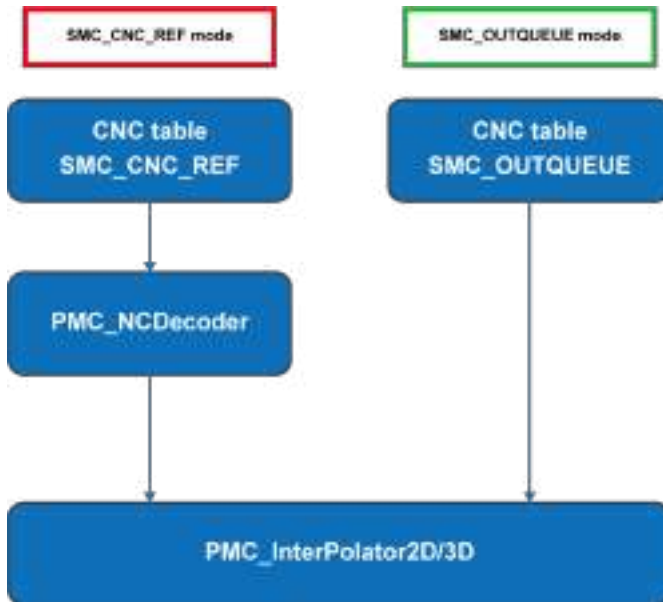 SMC_CNC_REF mode
SMC_OUTQUEUE mode
CNC table
SMC_CNC_REF
CNC table
SMC_OUTQUEUE
PMC_NCDecoder
PMC_InterPolator2D/3D